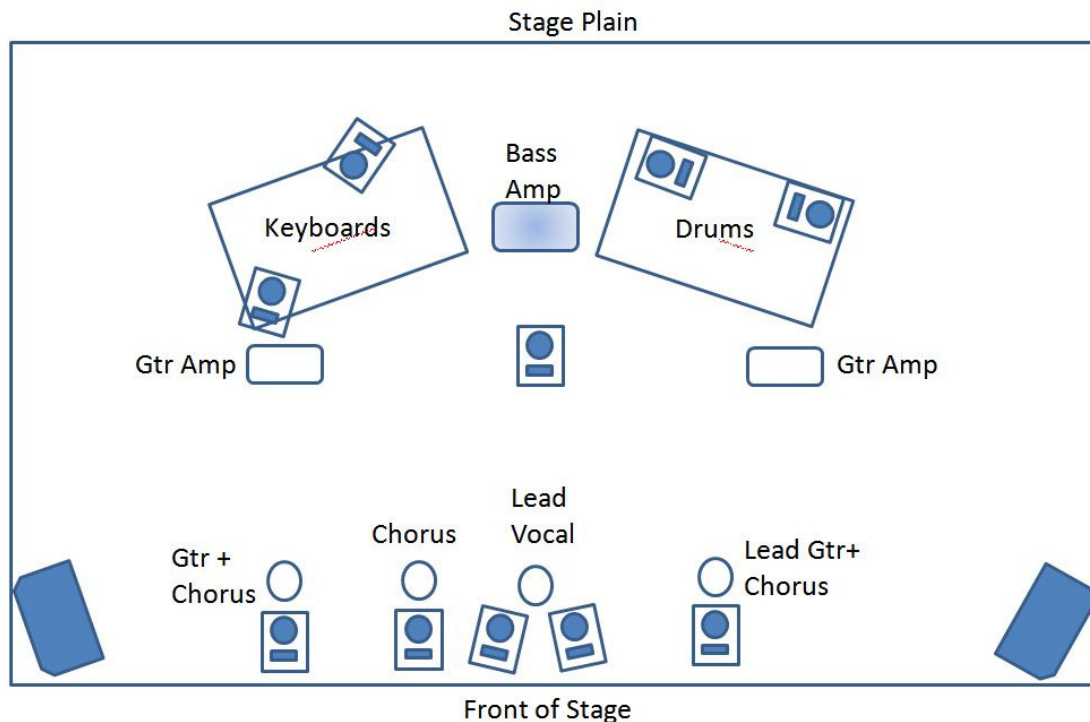 Stage Plain
Bass
Amp
Keyboards
Drums
Gtr Amp
Gtr Amp
Lead
Vocal
Chorus
Gtr +
Chorus
Lead Gtr+
Chorus
Front of Stage